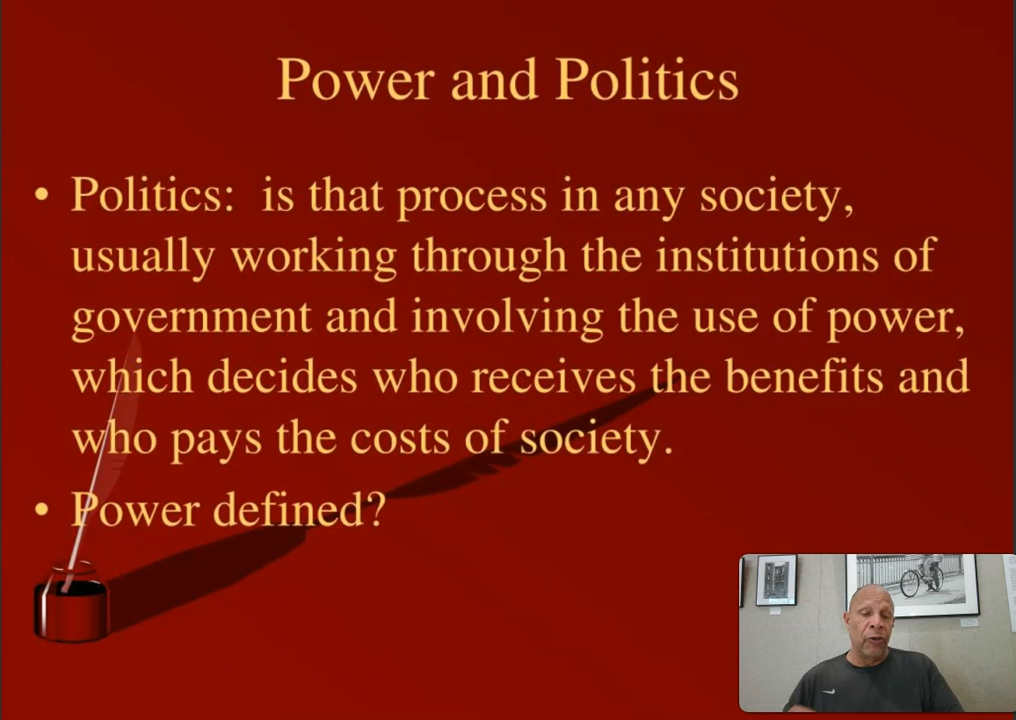 Power and Politics
• Politics:  is that process in any society,
usually working through the institutions of
government and involving the use of power,
which decides who receives the benefits and
who pays the costs of society.
• Power defined?